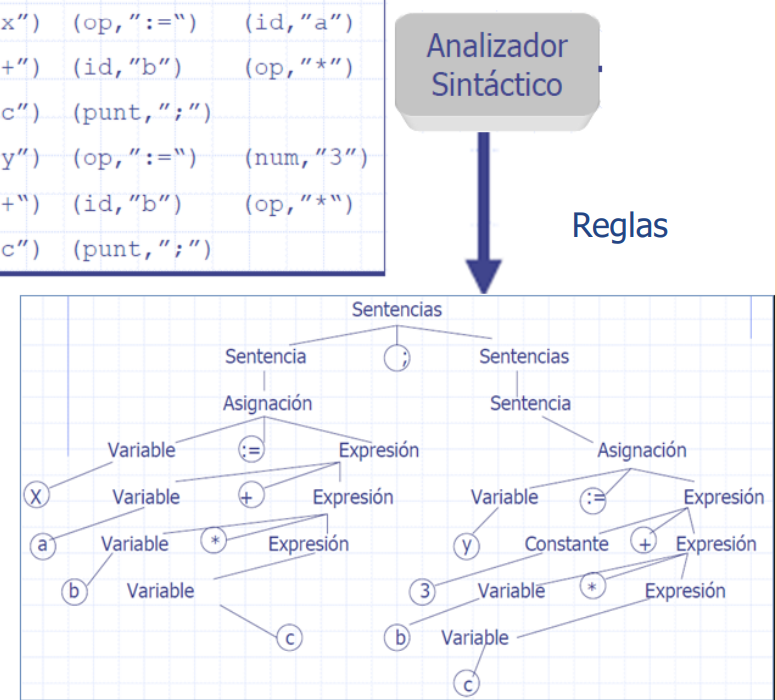 x”) (op,”:=“) (id,”a”)
+”) (id,”b”) (op,”*”)
c”) (punt,”;”)
y”) (op,”:=“) (num,”3”)
+“) (id,”b”) (op,”*“)
c”) (punt,”;”)
Analizador
Sintáctico
Reglas
Sentencias
Sentencia ; Sentencias
Asignación Sentencia
Variable := Expresión Asignación
X Variable + Expresión Variable := Expresión
a Variable * Expresión y Constante + Expresión
b Variable 3 Variable * Expresión
c b Variable
c